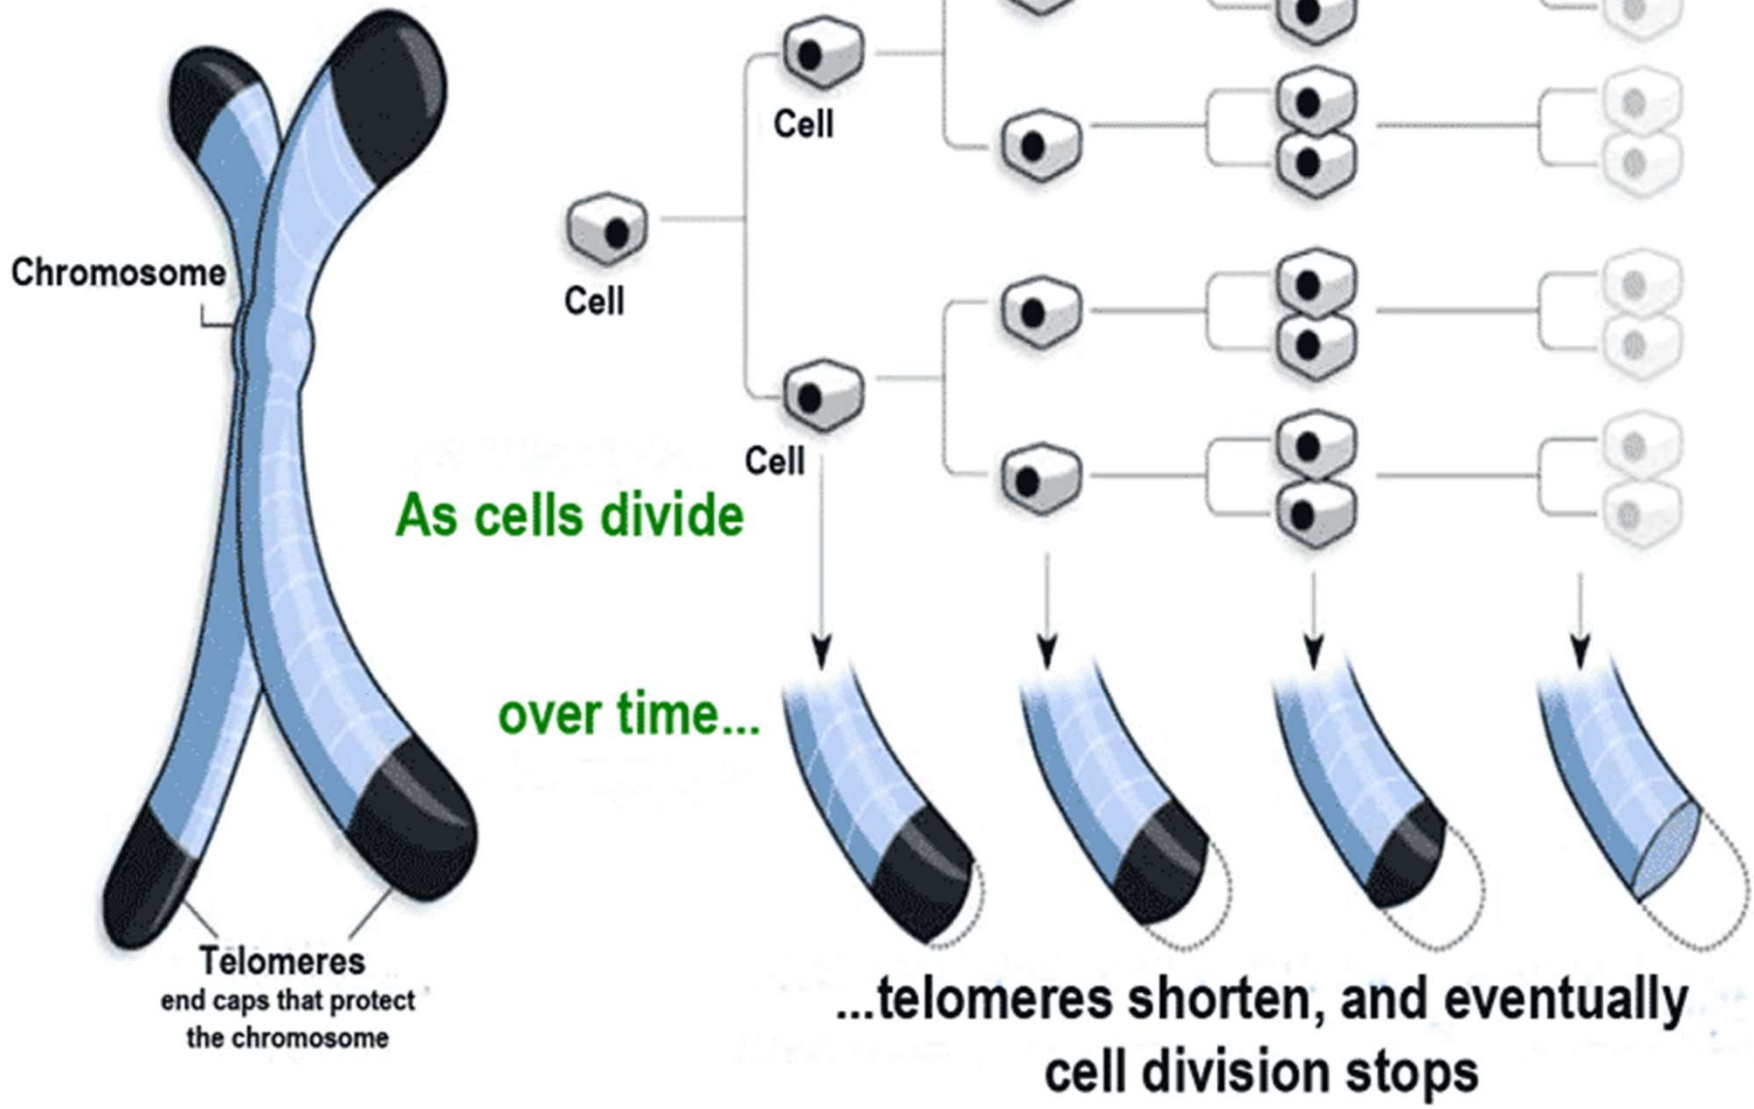 Cell
Chromosome
Cell
Cell
As cells divide
over time...
Telomeres
end caps that protect
the chromosome
...telomeres shorten, and eventually
cell division stops